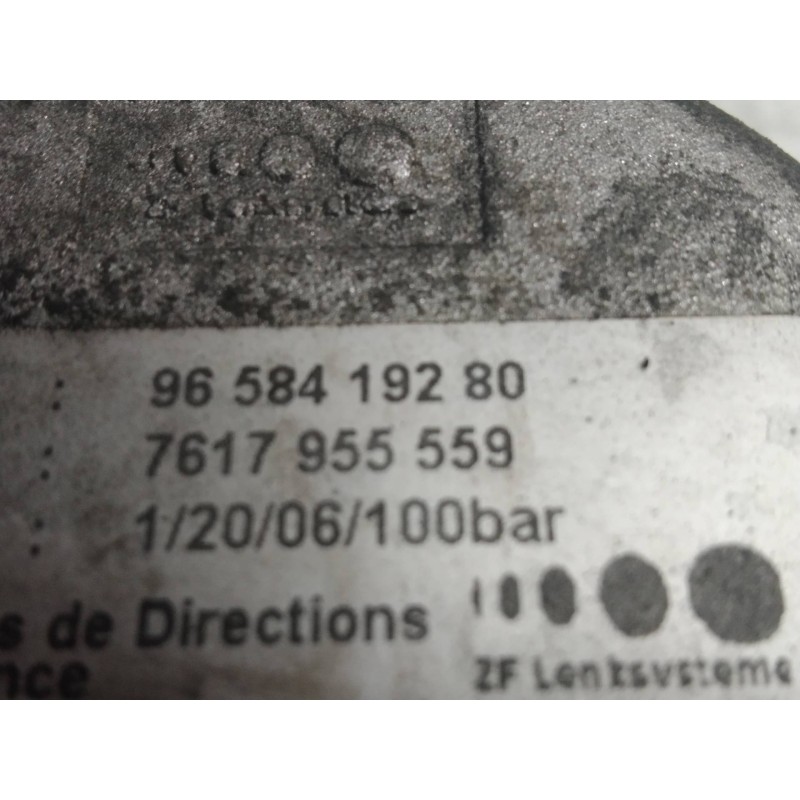 : 96 584 192 80
: 7617 955 559
: 1/20/06/100bar
s de Directions
nce
ZF Lenksysteme